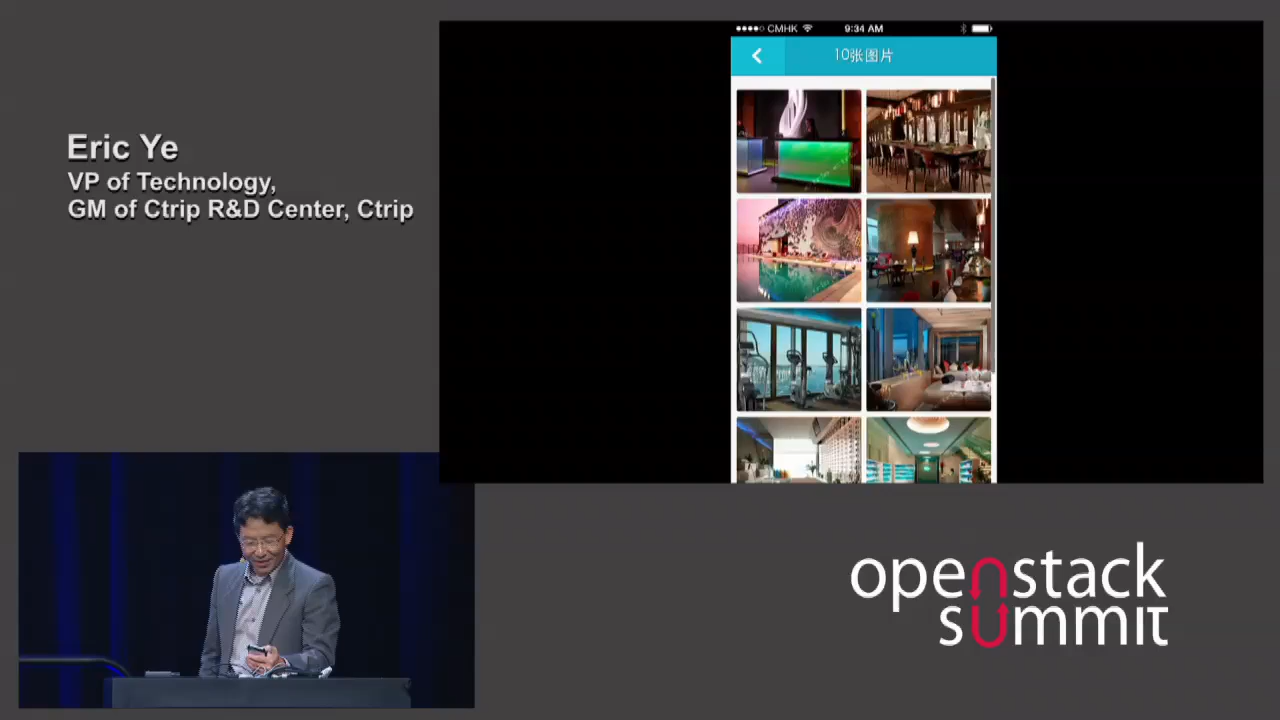 Eric Ye
VP of Technology,
GM of Ctrip R&D Center, Ctrip
CMHK
9:34 AM
10张图片
openstack
summit